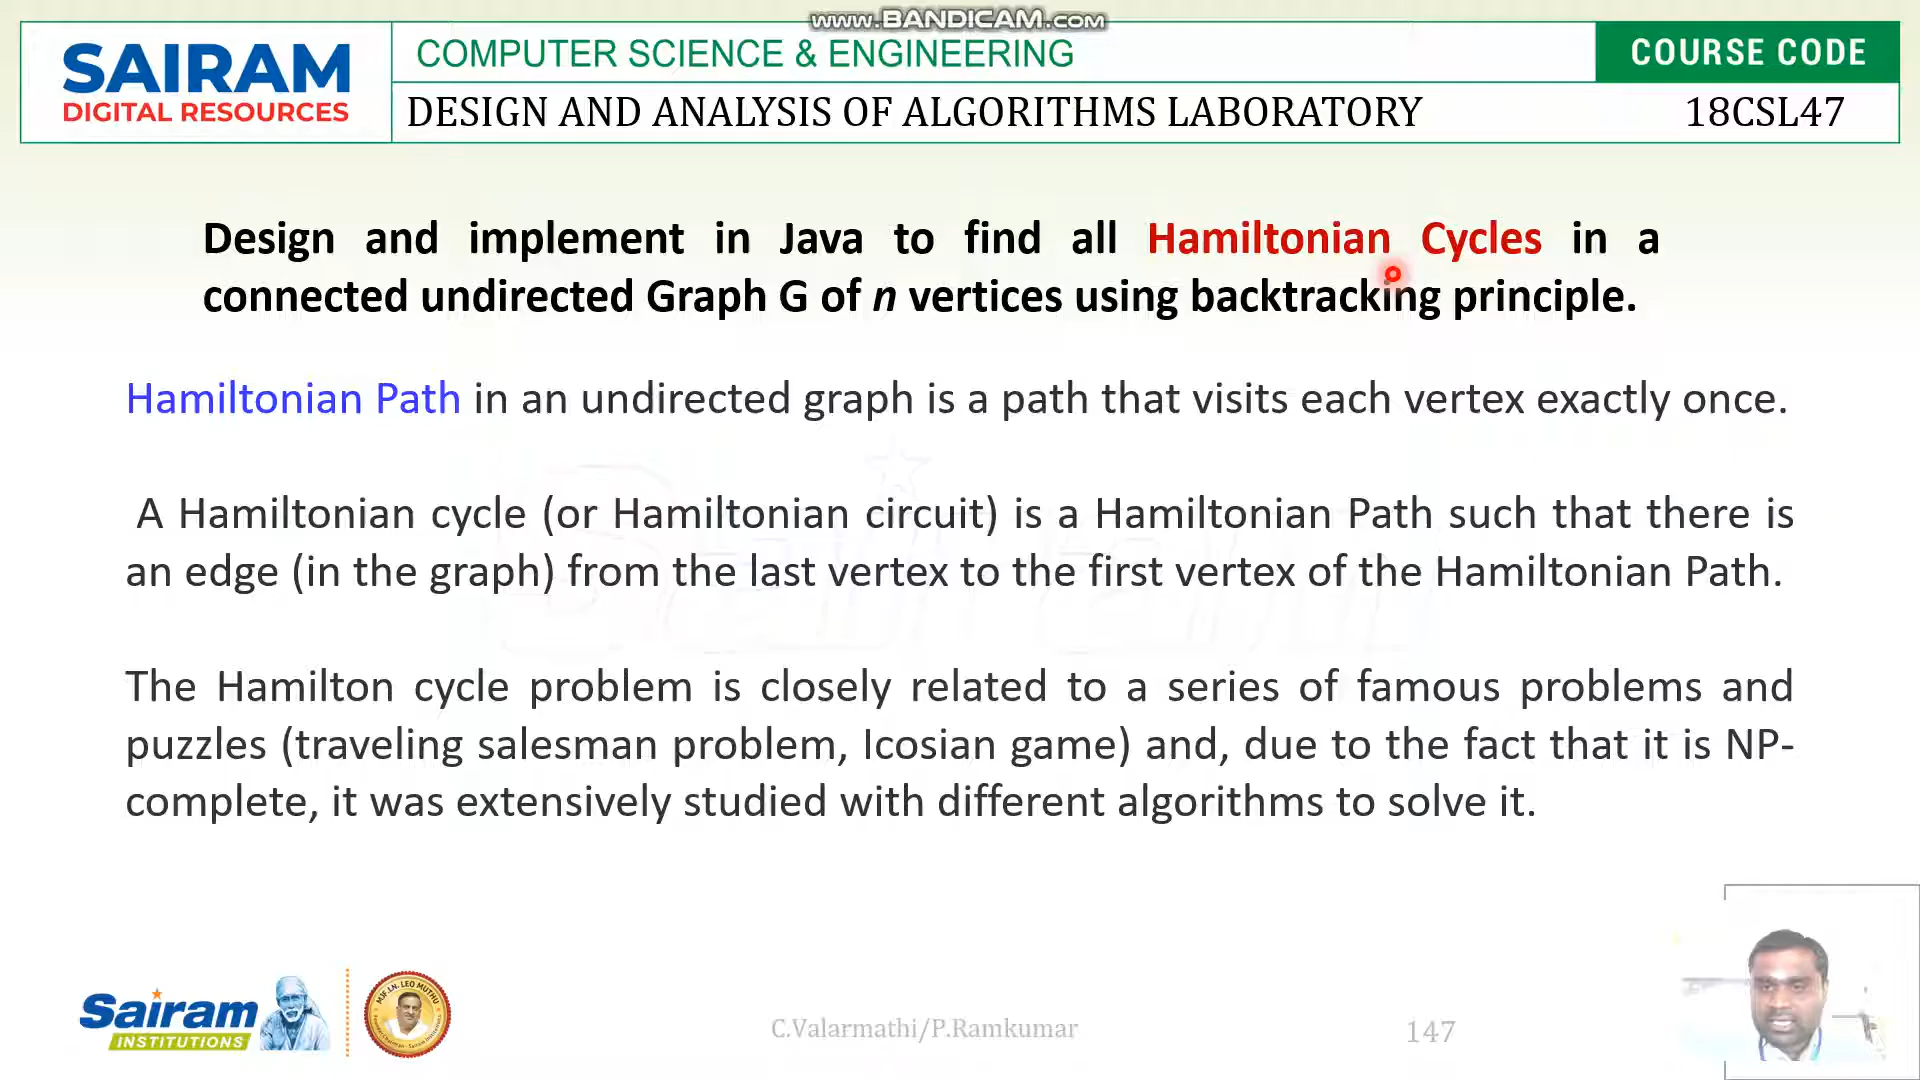 www.BANDICAM.com
SAIRAM
DIGITAL RESOURCES
COMPUTER SCIENCE & ENGINEERING
COURSE CODE
DESIGN AND ANALYSIS OF ALGORITHMS LABORATORY
18CSL47
Design and implement in Java to find all Hamiltonian Cycles in a
connected undirected Graph G of n vertices using backtracking principle.
Hamiltonian Path in an undirected graph is a path that visits each vertex exactly once.
A Hamiltonian cycle (or Hamiltonian circuit) is a Hamiltonian Path such that there is
an edge (in the graph) from the last vertex to the first vertex of the Hamiltonian Path.
The Hamilton cycle problem is closely related to a series of famous problems and
puzzles (traveling salesman problem, Icosian game) and, due to the fact that it is NP-
complete, it was extensively studied with different algorithms to solve it.
Sairam
INSTITUTIONS
MJF. LN. LEO MUTHU
C.Valarmathi/P.Ramkumar
147